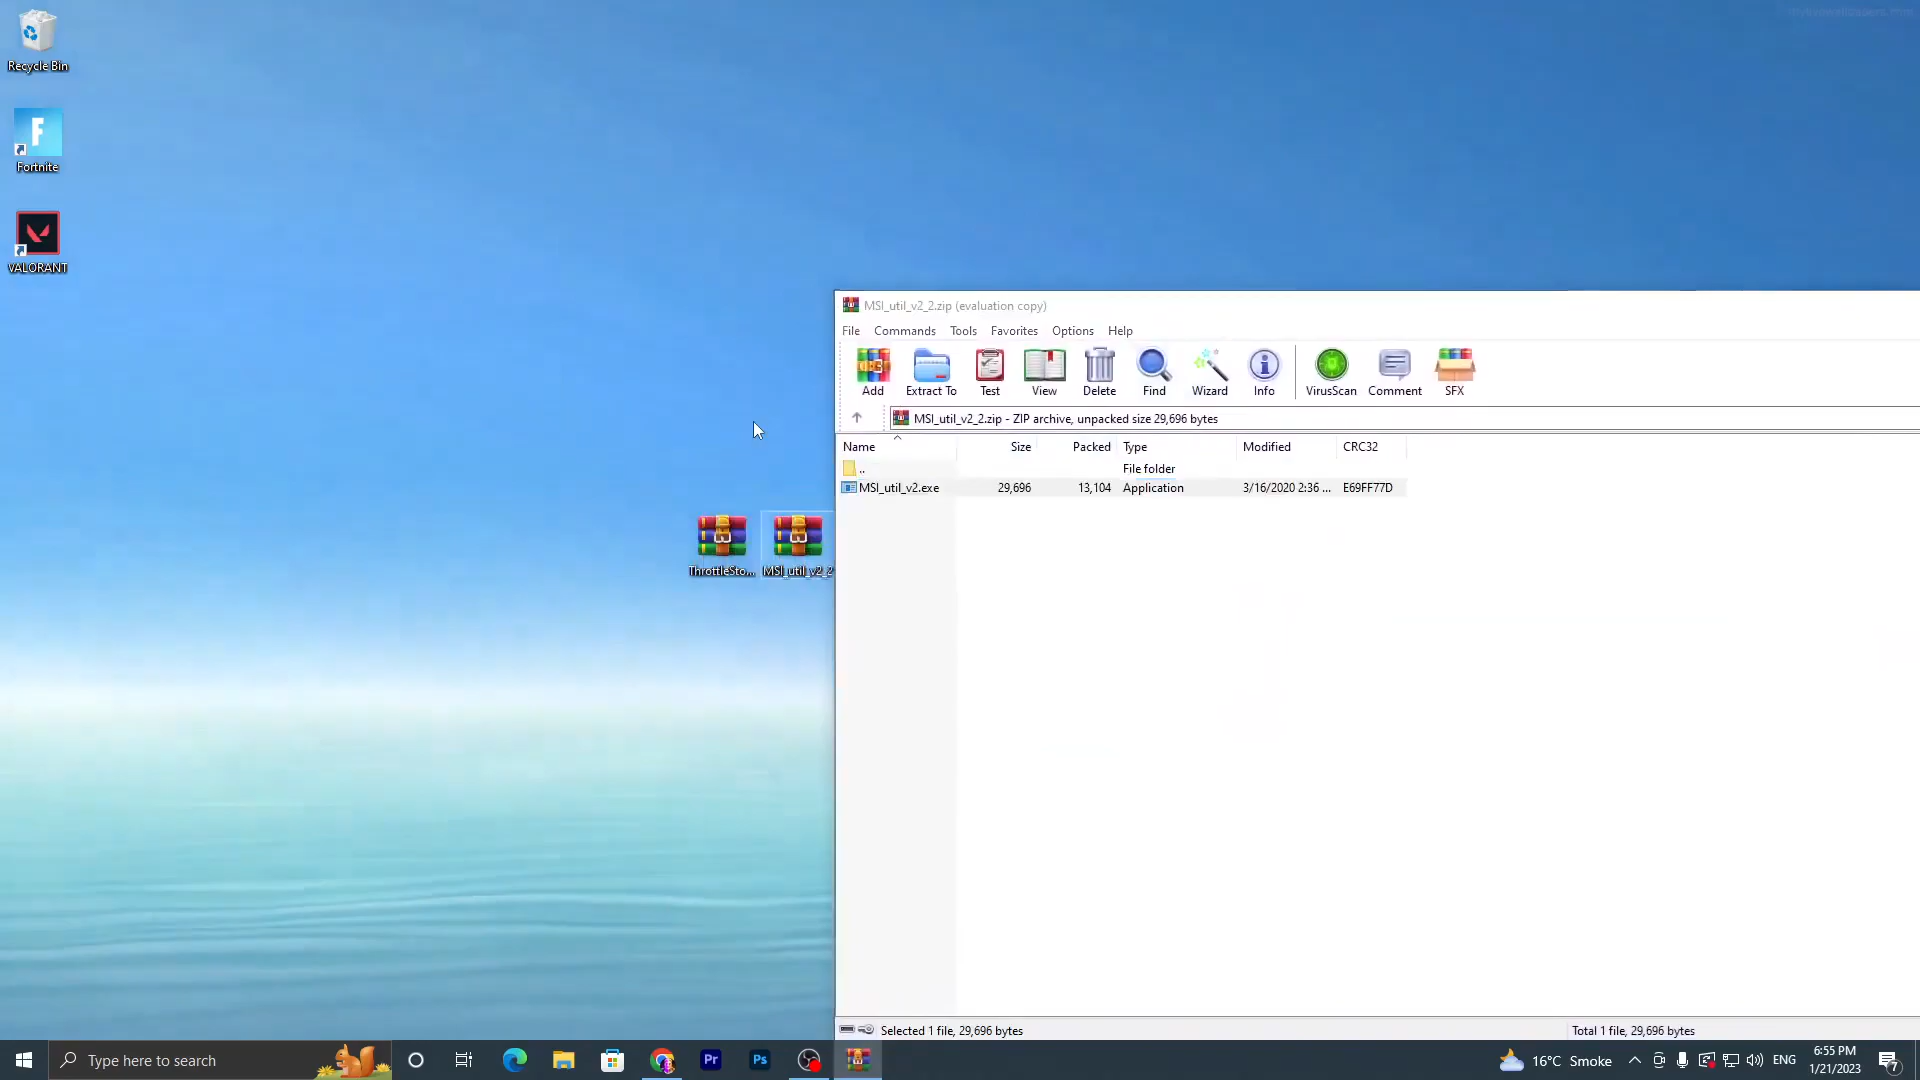 Recycle Bin
Fortnite
VALORANT
ThrottleSto...
MSI_util_v2_2
MSI_util_v2_2.zip (evaluation copy)
File Commands Tools Favorites Options Help
Add Extract To Test View Delete Find Wizard Info VirusScan Comment SFX
MSI_util_v2_2.zip - ZIP archive, unpacked size 29,696 bytes
Name Size Packed Type Modified CRC32
.. File folder
MSI_util_v2.exe 29,696 13,104 Application 3/16/2020 2:36 ... E69FF77D
Selected 1 file, 29,696 bytes
Total 1 file, 29,696 bytes
Type here to search
Pr
Ps
16°C Smoke
ENG
6:55 PM
1/21/2023
7